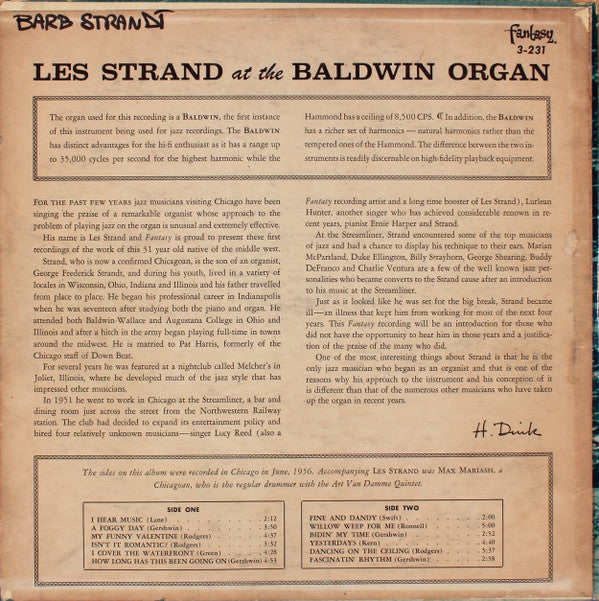 BARB STRANDT
fantasy
3-231
LES STRAND at the BALDWIN ORGAN
The organ used for this recording is a BALDWIN, the first instance
of this instrument being used for jazz recordings. The BALDWIN
has distinct advantages for the hi-fi enthusiast as it has a range up
to 35,000 cycles per second for the highest harmonic while the
Hammond has a ceiling of 8,500 CPS. ¶ In addition, the BALDWIN
has a richer set of harmonics—natural harmonics rather than the
tempered ones of the Hammond. The difference between the two in-
struments is readily discernable on high-fidelity playback equipment.
FOR THE PAST FEW YEARS jazz musicians visiting Chicago have been
singing the praise of a remarkable organist whose approach to the
problem of playing jazz on the organ is unusual and extremely effective.
His name is Les Strand and Fantasy is proud to present these first
recordings of the work of this 31 year old native of the middle west.
Strand, who is now a confirmed Chicagoan, is the son of an organist,
George Frederick Strandt, and during his youth, lived in a variety of
locales in Wisconsin, Ohio, Indiana and Illinois and his father travelled
from place to place. He began his professional career in Indianapolis
when he was seventeen after studying both the piano and organ. He
attended both Baldwin-Wallace and Augustana College in Ohio and
Illinois and after a hitch in the army began playing full-time in towns
around the midwest. He is married to Pat Harris, formerly of the
Chicago staff of Down Beat.
For several years he was featured at a nightclub called Melcher's in
Joliet, Illinois, where he developed much of the jazz style that has
impressed other musicians.
In 1951 he went to work in Chicago at the Streamliner, a bar and
dining room just across the street from the Northwestern Railway
station. The club had decided to expand its entertainment policy and
hired four relatively unknown musicians—singer Lucy Reed (also a
Fantasy recording artist and a long time booster of Les Strand), Lurlean
Hunter, another singer who has achieved considerable renown in re-
cent years, pianist Ernie Harper and Strand.
At the Streamliner, Strand encountered some of the top musicians
of jazz and had a chance to display his technique to their ears. Marian
McPartland, Duke Ellington, Billy Strayhorn, George Shearing, Buddy
DeFranco and Charlie Ventura are a few of the well known jazz per-
sonalities who became converts to the Strand cause after an introduction
to his music at the Streamliner.
Just as it looked like he was set for the big break, Strand became
ill—an illness that kept him from working for most of the next four
years. This Fantasy recording will be an introduction for those who
did not have the opportunity to hear him in those years and a justifica-
tion of the praise of the many who did.
One of the most interesting things about Strand is that he is the
only jazz musician who began as an organist and that is one of the
reasons why his approach to the instrument and his conception of it
is different than that of the numerous other musicians who have taken
up the organ in recent years.
The sides on this album were recorded in Chicago in June, 1956. Accompanying LES STRAND was MAX MARIASH, a
Chicagoan, who is the regular drummer with the Art Van Damme Quintet.
SIDE ONE
I HEAR MUSIC (Lane) 2:12
A FOGGY DAY (Gershwin) 3:50
MY FUNNY VALENTINE (Rodgers) 4:37
ISN'T IT ROMANTIC? (Rodgers) 3:32
I COVER THE WATERFRONT (Green) 4:28
HOW LONG HAS THIS BEEN GOING ON (Gershwin) 4:53
SIDE TWO
FINE AND DANDY (Swift) 2:00
WILLOW WEEP FOR ME (Ronnell) 5:00
BIDIN' MY TIME (Gershwin) 2:52
YESTERDAYS (Kern) 4:40
DANCING ON THE CEILING (Rodgers) 5:37
FASCINATIN' RHYTHM (Gershwin) 2:58